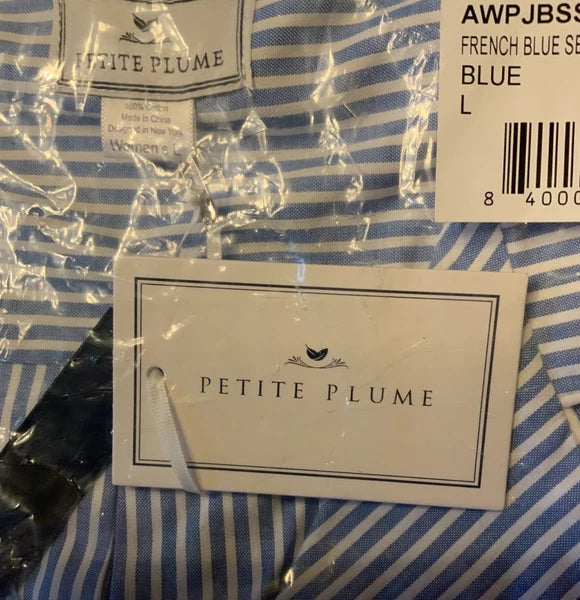 PETITE PLUME
100% Cotton
Made in China
Designed in New York
Women's L
AWPJBSS
FRENCH BLUE SE
BLUE
L
8 4000
PETITE PLUME